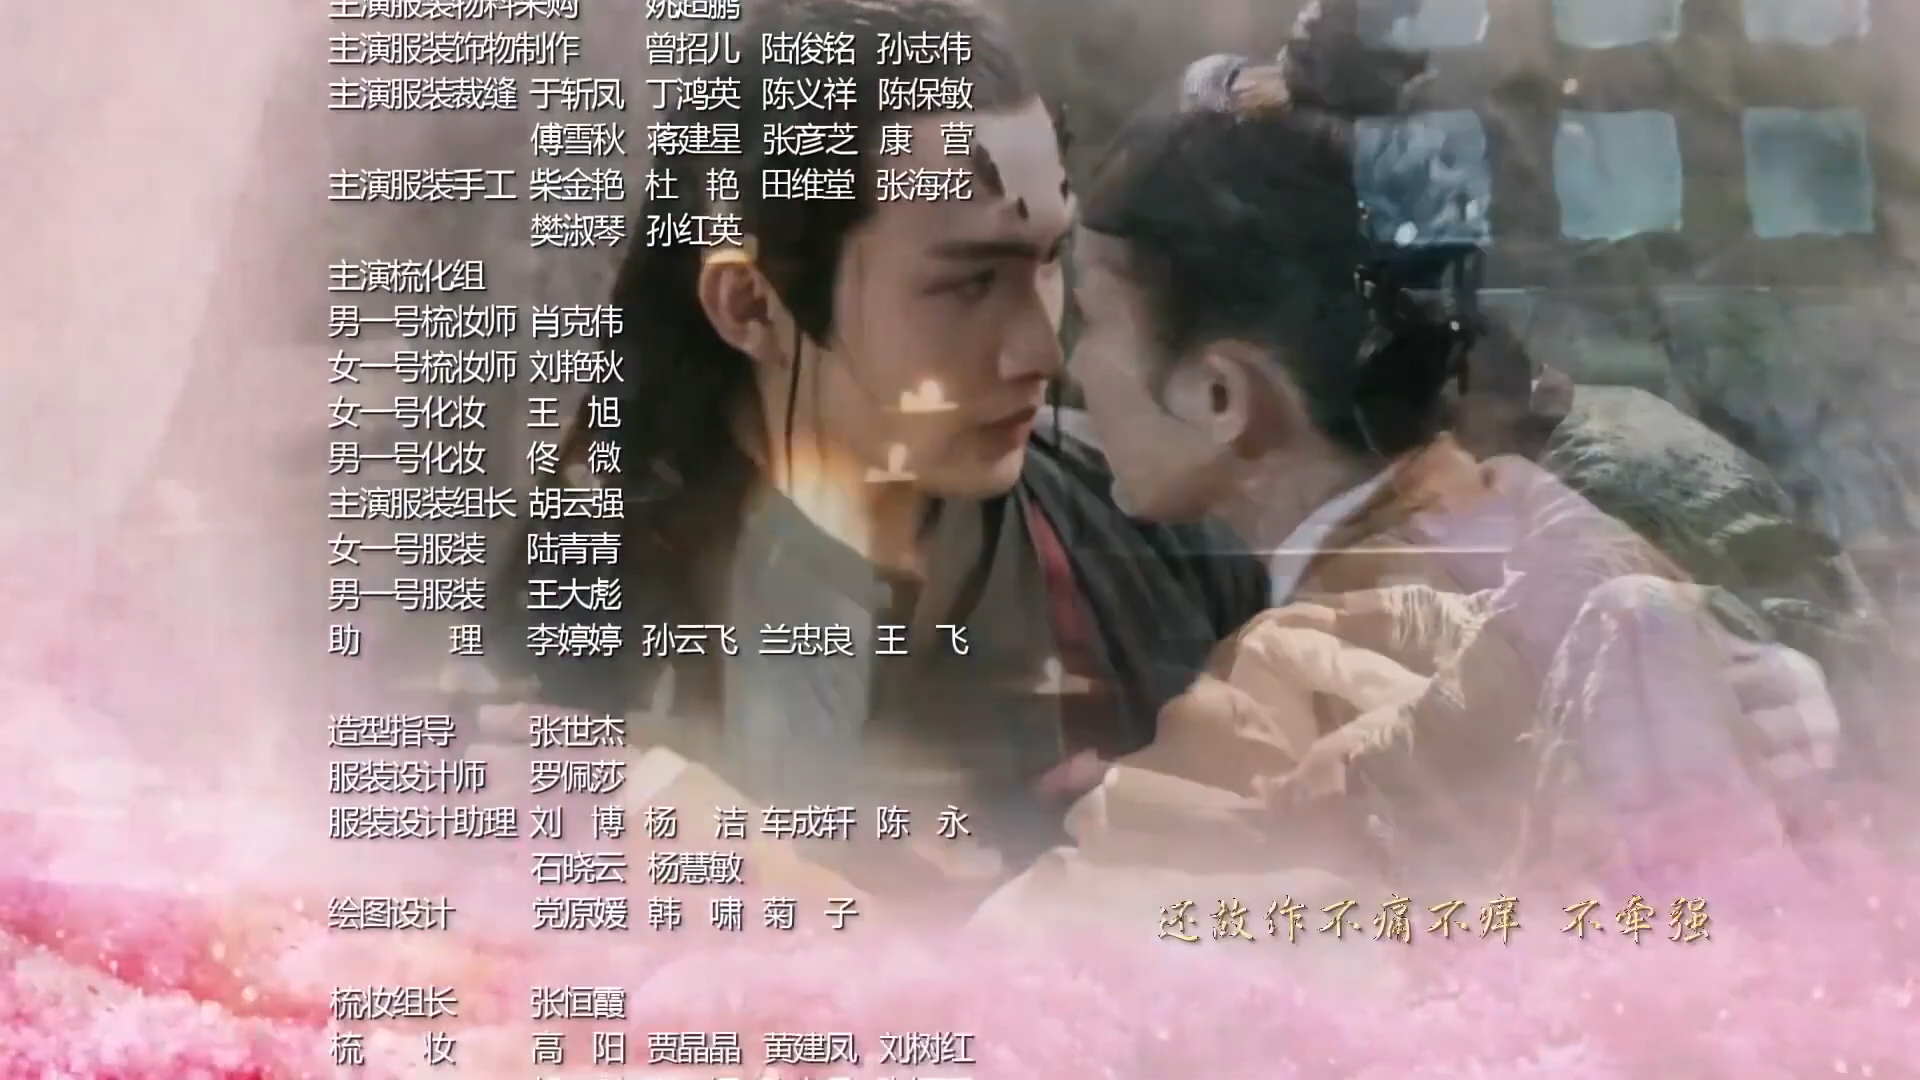 主演服装物料采购 姚超鹏
主演服装饰物制作 曾招儿 陆俊铭 孙志伟
主演服装裁缝 于斩凤 丁鸿英 陈义祥 陈保敏
傅雪秋 蒋建星 张彦芝 康 营
主演服装手工 柴金艳 杜 艳 田维堂 张海花
樊淑琴 孙红英
主演梳化组
男一号梳妆师 肖克伟
女一号梳妆师 刘艳秋
女一号化妆 王 旭
男一号化妆 佟 微
主演服装组长 胡云强
女一号服装 陆青青
男一号服装 王大彪
助 理 李婷婷 孙云飞 兰忠良 王 飞
造型指导 张世杰
服装设计师 罗佩莎
服装设计助理 刘 博 杨 洁 车成轩 陈 永
石晓云 杨慧敏
绘图设计 党原媛 韩 啸 菊 子
还故作不痛不痒 不牵强
梳妆组长 张恒霞
梳 妆 高 阳 贾晶晶 黄建凤 刘树红